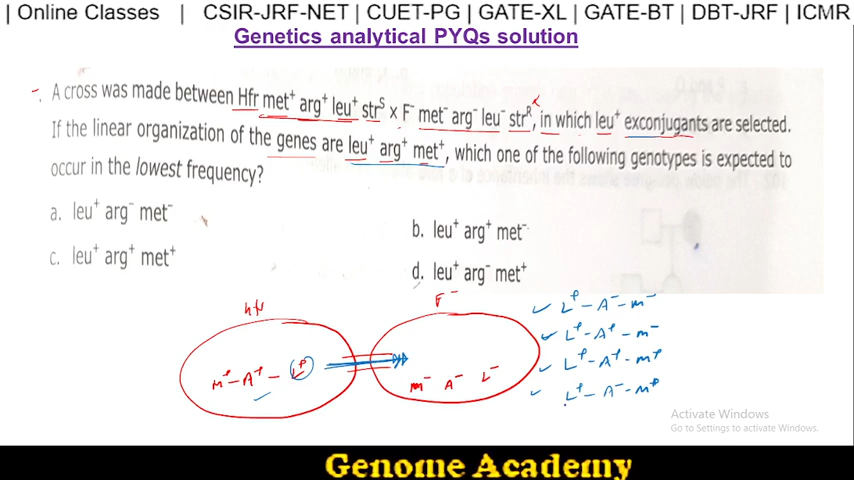 | Online Classes | CSIR-JRF-NET | CUET-PG | GATE-XL | GATE-BT | DBT-JRF | ICMR
Genetics analytical PYQs solution
A cross was made between Hfr met⁺ arg⁺ leu⁺ strˢ x F⁻ met⁻ arg⁻ leu⁻ strᴿ, in which leu⁺ exconjugants are selected.
If the linear organization of the genes are leu⁺ arg⁺ met⁺, which one of the following genotypes is expected to
occur in the lowest frequency?
a. leu⁺ arg⁻ met⁻
b. leu⁺ arg⁺ met⁻
c. leu⁺ arg⁺ met⁺
d. leu⁺ arg⁻ met⁺
hfr
F⁻
M⁺ - A⁺ - L⁺
m⁻ A⁻ L⁻
L⁺ - A⁻ - m⁻
L⁺ - A⁺ - m⁻
L⁺ - A⁺ - m⁺
L⁺ - A⁻ - m⁺
Activate Windows
Go to Settings to activate Windows.
Genome Academy